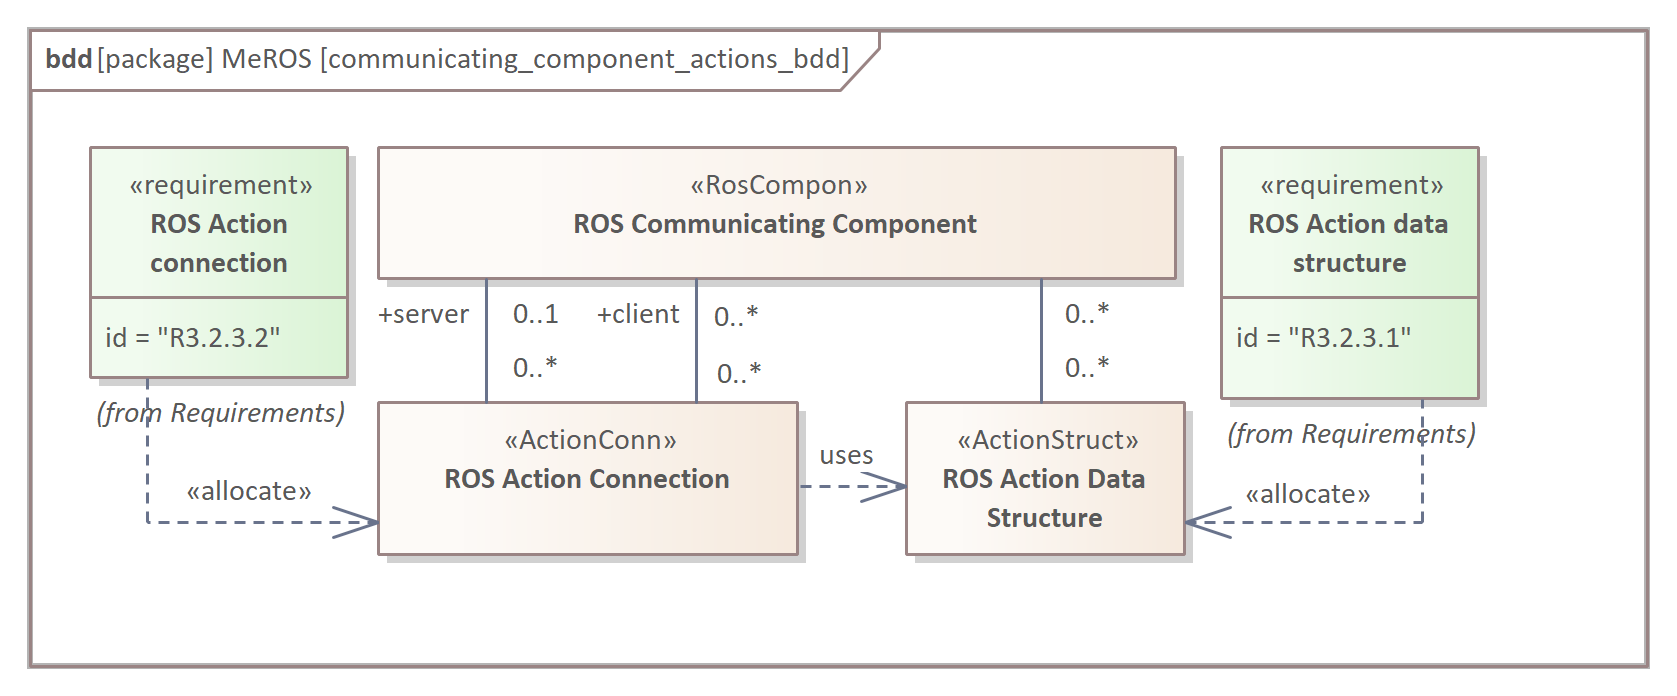 bdd [package] MeROS [communicating_component_actions_bdd]
«requirement»
ROS Action
connection
id = "R3.2.3.2"
(from Requirements)
«RosCompon»
ROS Communicating Component
«requirement»
ROS Action data
structure
id = "R3.2.3.1"
(from Requirements)
+server
0..1
0..*
+client
0..*
0..*
0..*
0..*
«ActionConn»
ROS Action Connection
uses
«ActionStruct»
ROS Action Data
Structure
«allocate»
«allocate»